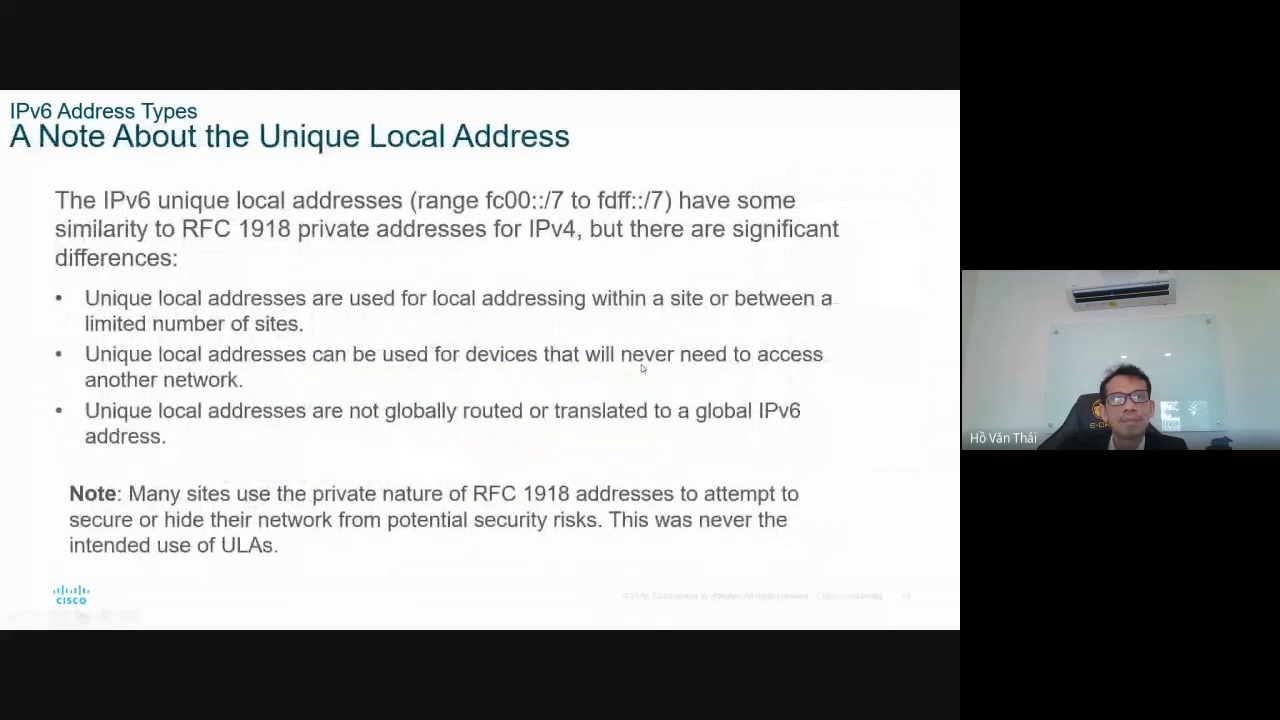 IPv6 Address Types
A Note About the Unique Local Address
The IPv6 unique local addresses (range fc00::/7 to fdff::/7) have some
similarity to RFC 1918 private addresses for IPv4, but there are significant
differences:
• Unique local addresses are used for local addressing within a site or between a
limited number of sites.
• Unique local addresses can be used for devices that will never need to access
another network.
• Unique local addresses are not globally routed or translated to a global IPv6
address.
Note: Many sites use the private nature of RFC 1918 addresses to attempt to
secure or hide their network from potential security risks. This was never the
intended use of ULAs.
CISCO
Hồ Văn Thái